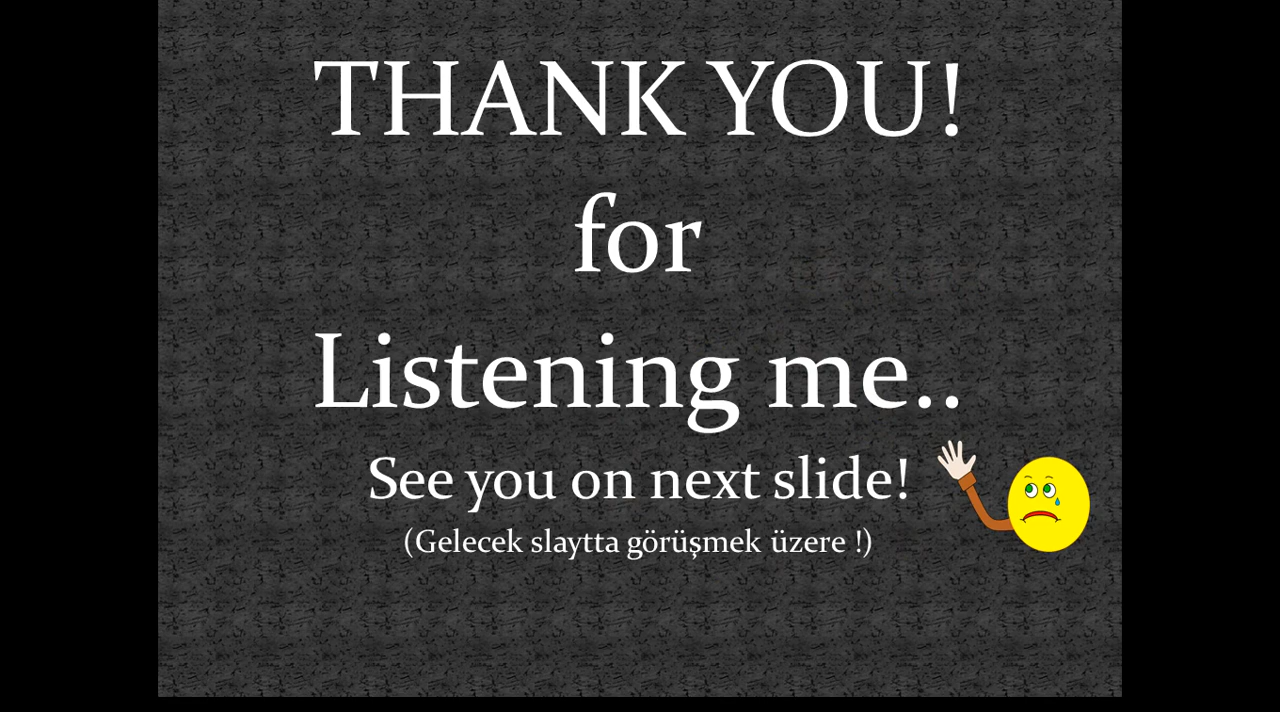 THANK YOU!
for
Listening me..
See you on next slide!
(Gelecek slaytta görüşmek üzere !)